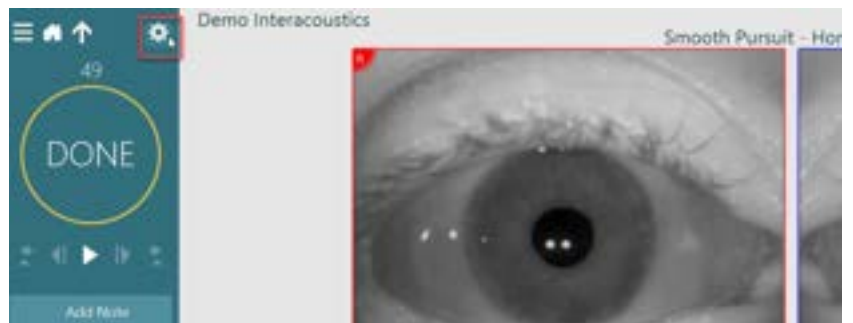 Demo Interacoustics
Smooth Pursuit - Hor
49
DONE
Add Note
R